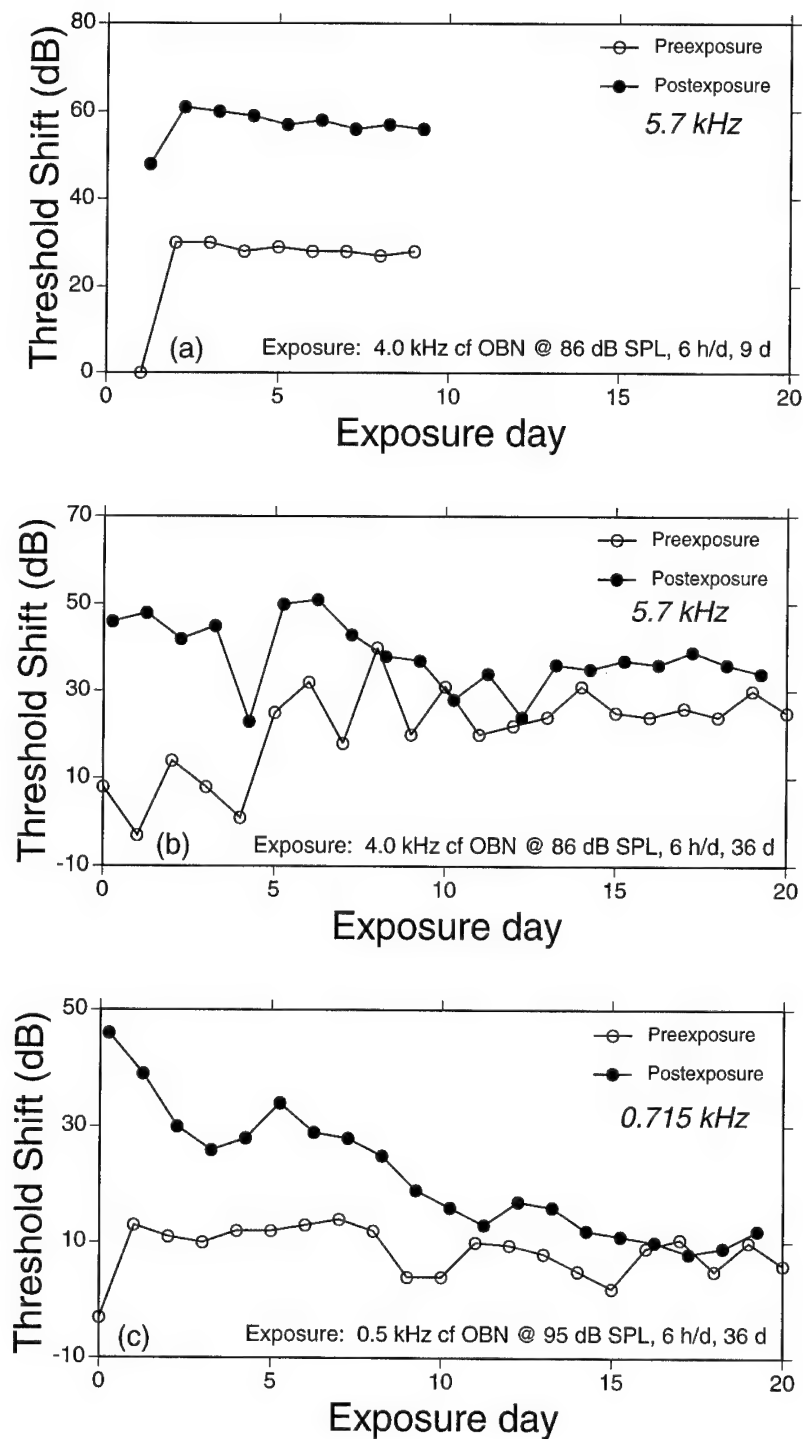 80
60
40
20
0
Threshold Shift (dB)
Preexposure
Postexposure
5.7 kHz
(a)
Exposure: 4.0 kHz cf OBN @ 86 dB SPL, 6 h/d, 9 d
0 5 10 15 20
Exposure day
70
50
30
10
-10
Threshold Shift (dB)
Preexposure
Postexposure
5.7 kHz
(b)
Exposure: 4.0 kHz cf OBN @ 86 dB SPL, 6 h/d, 36 d
0 5 10 15 20
Exposure day
50
30
10
-10
Threshold Shift (dB)
Preexposure
Postexposure
0.715 kHz
(c)
Exposure: 0.5 kHz cf OBN @ 95 dB SPL, 6 h/d, 36 d
0 5 10 15 20
Exposure day